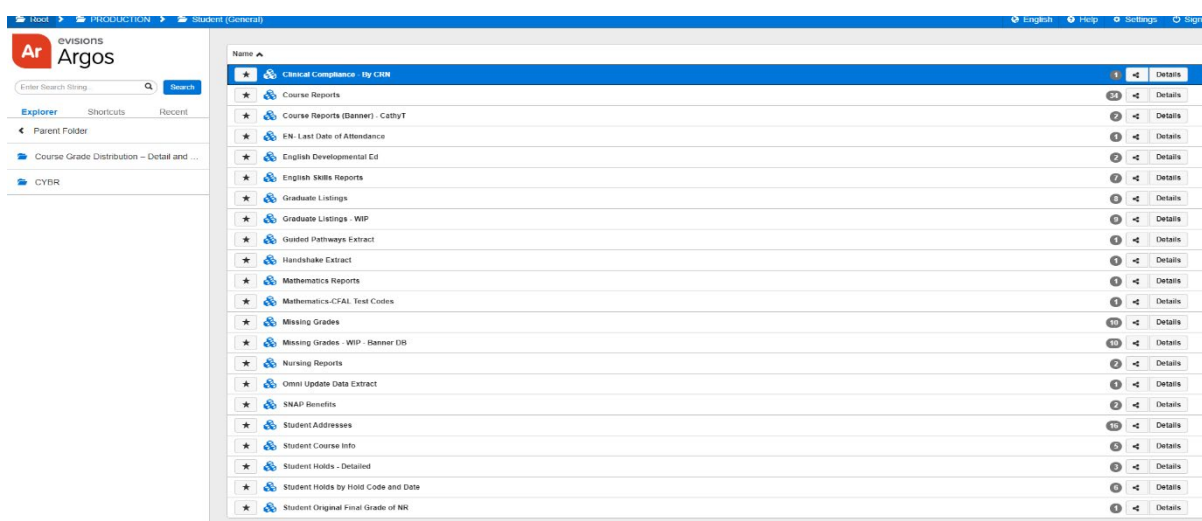 Root > PRODUCTION > Student (General) English Help Settings Sign
Ar evisions Argos
Enter Search String... Search
Explorer Shortcuts Recent
Parent Folder
Course Grade Distribution – Detail and ...
CYBR
Name
Clinical Compliance - By CRN 1 Details
Course Reports 34 Details
Course Reports (Banner) - CathyT 2 Details
EN- Last Date of Attendance 1 Details
English Developmental Ed 2 Details
English Skills Reports 7 Details
Graduate Listings 8 Details
Graduate Listings - WIP 9 Details
Guided Pathways Extract 1 Details
Handshake Extract 1 Details
Mathematics Reports 1 Details
Mathematics-CFAL Test Codes 1 Details
Missing Grades 10 Details
Missing Grades - WIP - Banner DB 10 Details
Nursing Reports 2 Details
Omni Update Data Extract 1 Details
SNAP Benefits 2 Details
Student Addresses 16 Details
Student Course Info 5 Details
Student Holds - Detailed 3 Details
Student Holds by Hold Code and Date 6 Details
Student Original Final Grade of NR 1 Details